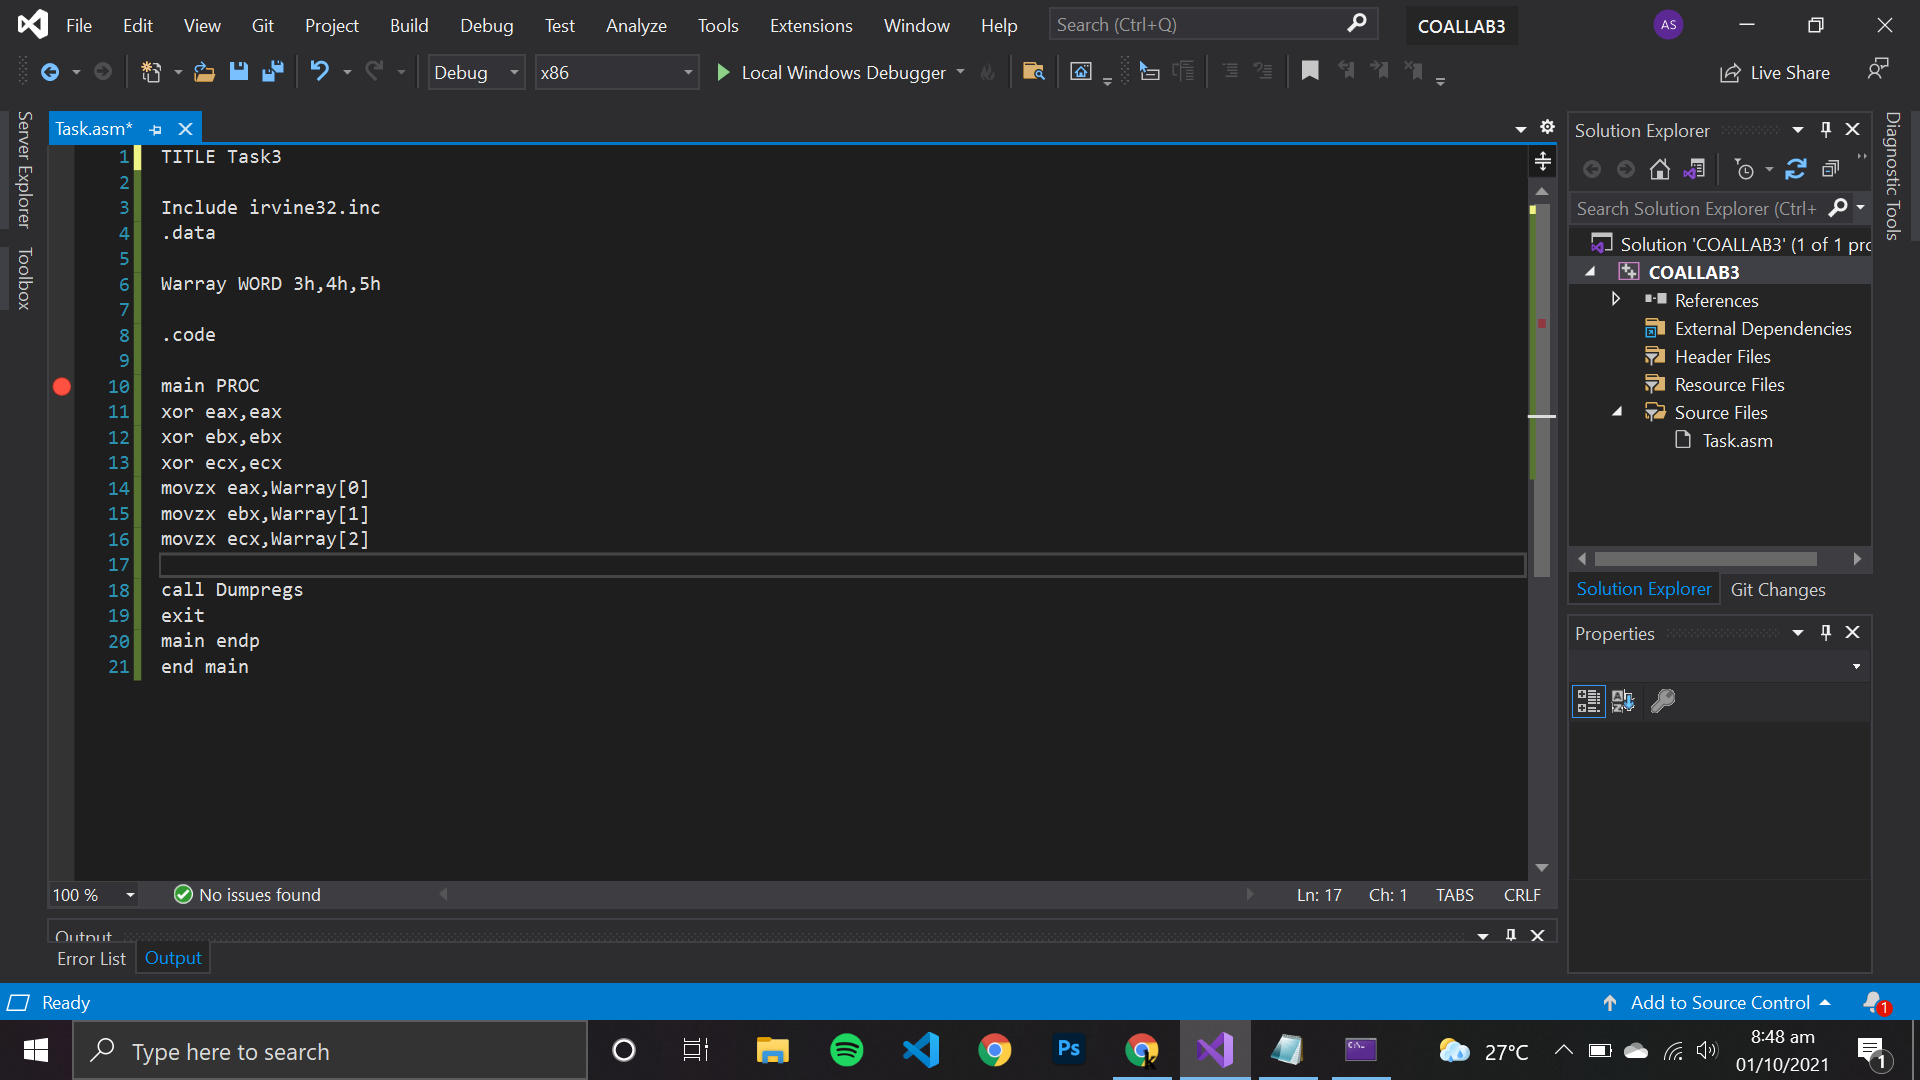 File Edit View Git Project Build Debug Test Analyze Tools Extensions Window Help Search (Ctrl+Q) COALLAB3 AS
Debug x86 Local Windows Debugger Live Share
Server Explorer
Toolbox
Task.asm*
1 TITLE Task3
2
3 Include irvine32.inc
4 .data
5
6 Warray WORD 3h,4h,5h
7
8 .code
9
10 main PROC
11 xor eax,eax
12 xor ebx,ebx
13 xor ecx,ecx
14 movzx eax,Warray[0]
15 movzx ebx,Warray[1]
16 movzx ecx,Warray[2]
17
18 call Dumpregs
19 exit
20 main endp
21 end main
100 % No issues found Ln: 17 Ch: 1 TABS CRLF
Output
Error List Output
Solution Explorer
Search Solution Explorer (Ctrl+
Solution 'COALLAB3' (1 of 1 pro
COALLAB3
References
External Dependencies
Header Files
Resource Files
Source Files
Task.asm
Solution Explorer Git Changes
Properties
Diagnostic Tools
Ready Add to Source Control 1
Type here to search Ps 27°C 8:48 am
01/10/2021 1